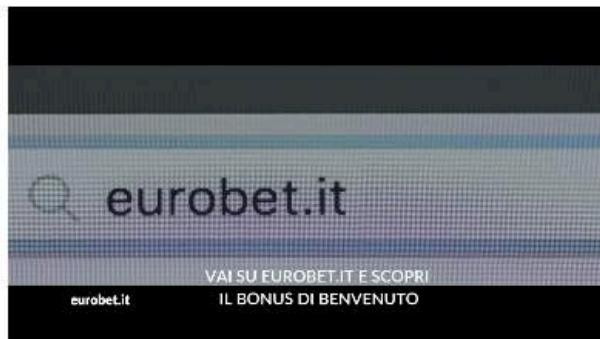 eurobet.it
VAI SU EUROBET.IT E SCOPRI
IL BONUS DI BENVENUTO
eurobet.it